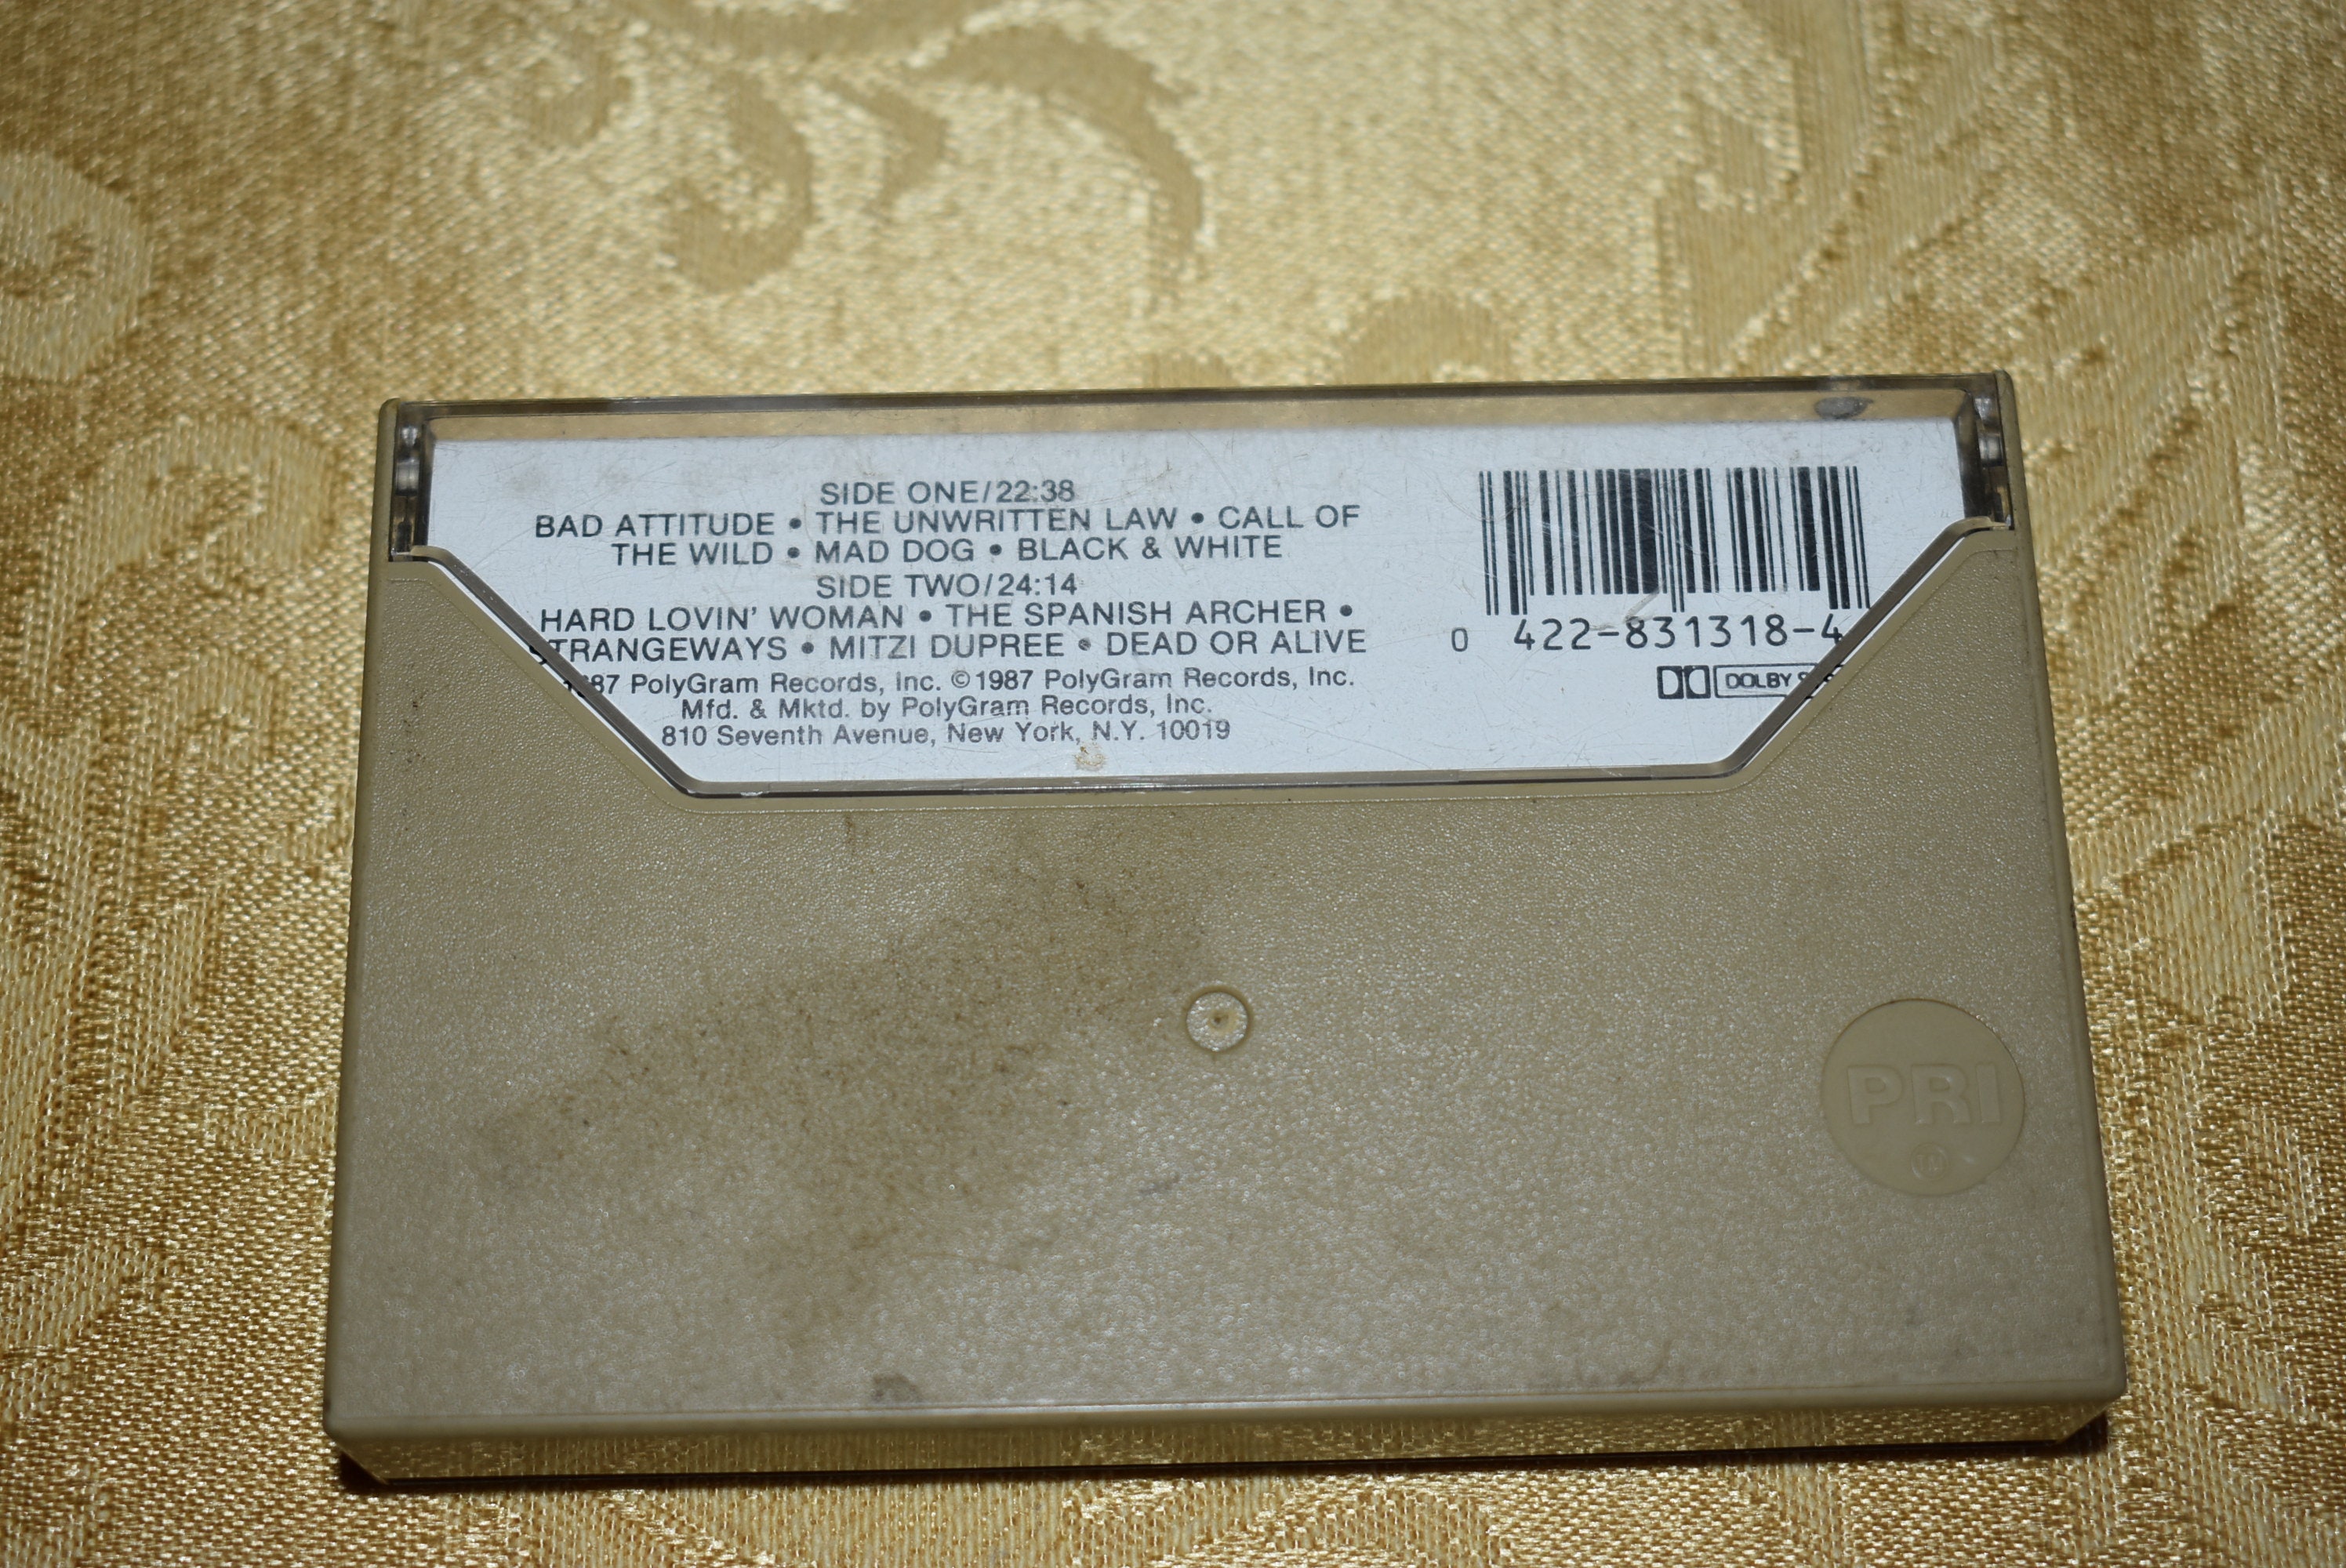 SIDE ONE/22:38
BAD ATTITUDE • THE UNWRITTEN LAW • CALL OF
THE WILD • MAD DOG • BLACK & WHITE
SIDE TWO/24:14
HARD LOVIN' WOMAN • THE SPANISH ARCHER •
STRANGEWAYS • MITZI DUPREE • DEAD OR ALIVE
1987 PolyGram Records, Inc. ©1987 PolyGram Records, Inc.
Mfd. & Mktd. by PolyGram Records, Inc.
810 Seventh Avenue, New York, N.Y. 10019
0 422-831318-4
DOLBY
PRI